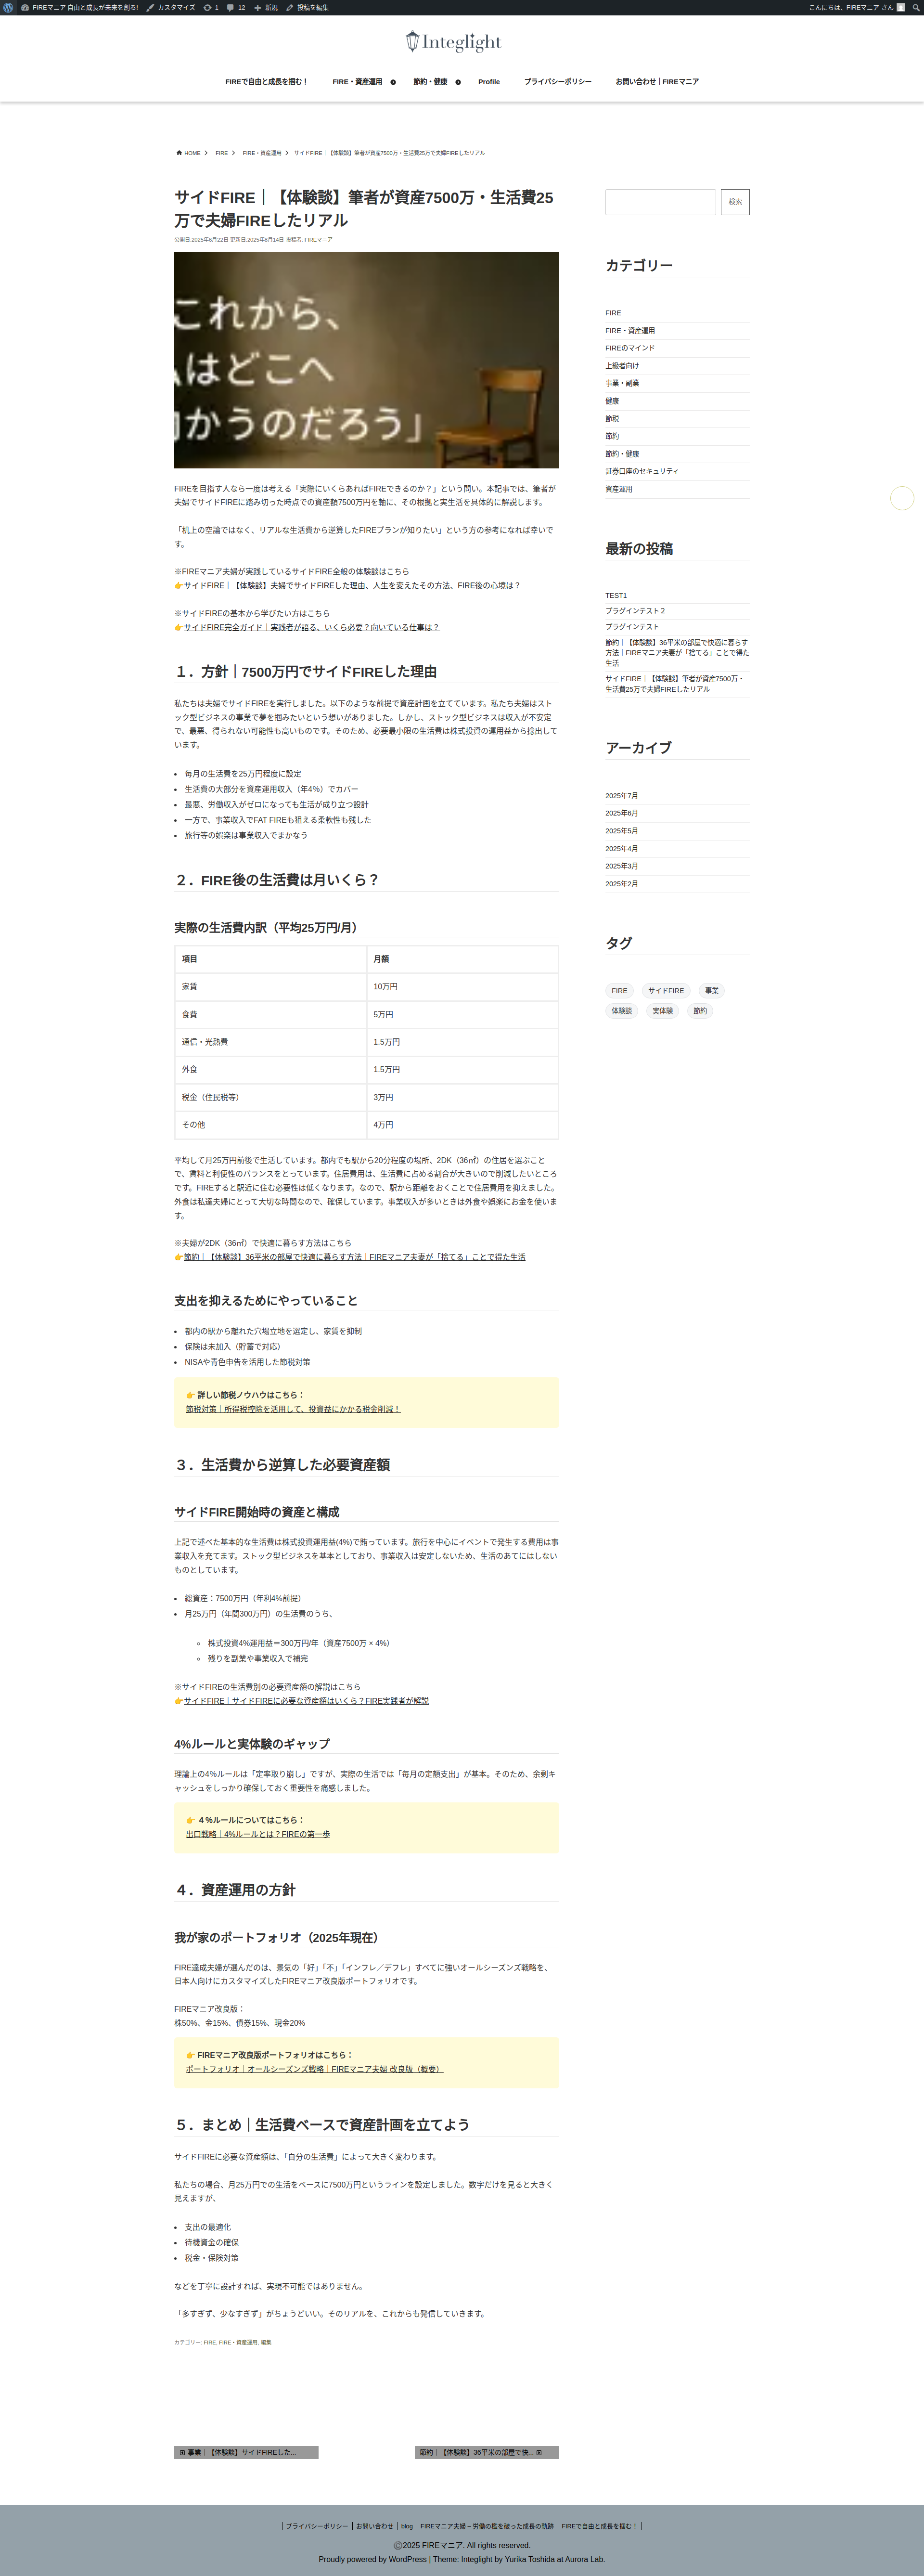 FIREマニア 自由と成長が未来を創る! カスタマイズ 1 12 新規 投稿を編集 こんにちは、FIREマニア さん
Integlight
FIREで自由と成長を掴む！ FIRE・資産運用 節約・健康 Profile プライバシーポリシー お問い合わせ｜FIREマニア
HOME FIRE FIRE・資産運用 サイドFIRE｜【体験談】筆者が資産7500万・生活費25万で夫婦FIREしたリアル
サイドFIRE｜【体験談】筆者が資産7500万・生活費25
万で夫婦FIREしたリアル
公開日:2025年6月22日 更新日:2025年8月14日 投稿者: FIREマニア
これから、
はどこへ
かうのだろう」
FIREを目指す人なら一度は考える「実際にいくらあればFIREできるのか？」という問い。本記事では、筆者が
夫婦でサイドFIREに踏み切った時点での資産額7500万円を軸に、その根拠と実生活を具体的に解説します。
「机上の空論ではなく、リアルな生活費から逆算したFIREプランが知りたい」という方の参考になれば幸いで
す。
※FIREマニア夫婦が実践しているサイドFIRE全般の体験談はこちら
👉サイドFIRE｜【体験談】夫婦でサイドFIREした理由、人生を変えたその方法、FIRE後の心境は？
※サイドFIREの基本から学びたい方はこちら
👉サイドFIRE完全ガイド｜実践者が語る、いくら必要？向いている仕事は？
１．方針｜7500万円でサイドFIREした理由
私たちは夫婦でサイドFIREを実行しました。以下のような前提で資産計画を立てています。私たち夫婦はスト
ック型ビジネスの事業で夢を掴みたいという想いがありました。しかし、ストック型ビジネスは収入が不安定
で、最悪、得られない可能性も高いものです。そのため、必要最小限の生活費は株式投資の運用益から捻出して
います。
• 毎月の生活費を25万円程度に設定
• 生活費の大部分を資産運用収入（年4%）でカバー
• 最悪、労働収入がゼロになっても生活が成り立つ設計
• 一方で、事業収入でFAT FIREも狙える柔軟性も残した
• 旅行等の娯楽は事業収入でまかなう
２．FIRE後の生活費は月いくら？
実際の生活費内訳（平均25万円/月）
項目 月額
家賃 10万円
食費 5万円
通信・光熱費 1.5万円
外食 1.5万円
税金（住民税等） 3万円
その他 4万円
平均して月25万円前後で生活しています。都内でも駅から20分程度の場所、2DK（36㎡）の住居を選ぶこと
で、賃料と利便性のバランスをとっています。住居費用は、生活費に占める割合が大きいので削減したいところ
です。FIREすると駅近に住む必要性は低くなります。なので、駅から距離をおくことで住居費用を抑えました。
外食は私達夫婦にとって大切な時間なので、確保しています。事業収入が多いときは外食や娯楽にお金を使いま
す。
※夫婦が2DK（36㎡）で快適に暮らす方法はこちら
👉節約｜【体験談】36平米の部屋で快適に暮らす方法｜FIREマニア夫妻が「捨てる」ことで得た生活
支出を抑えるためにやっていること
• 都内の駅から離れた穴場立地を選定し、家賃を抑制
• 保険は未加入（貯蓄で対応）
• NISAや青色申告を活用した節税対策
👉 詳しい節税ノウハウはこちら：
節税対策｜所得税控除を活用して、投資益にかかる税金削減！
３．生活費から逆算した必要資産額
サイドFIRE開始時の資産と構成
上記で述べた基本的な生活費は株式投資運用益(4%)で賄っています。旅行を中心にイベントで発生する費用は事
業収入を充てます。ストック型ビジネスを基本としており、事業収入は安定しないため、生活のあてにはしない
ものとしています。
• 総資産：7500万円（年利4%前提）
• 月25万円（年間300万円）の生活費のうち、
◦ 株式投資4%運用益＝300万円/年（資産7500万 × 4%）
◦ 残りを副業や事業収入で補完
※サイドFIREの生活費別の必要資産額の解説はこちら
👉サイドFIRE｜サイドFIREに必要な資産額はいくら？FIRE実践者が解説
4%ルールと実体験のギャップ
理論上の4%ルールは「定率取り崩し」ですが、実際の生活では「毎月の定額支出」が基本。そのため、余剰キ
ャッシュをしっかり確保しておく重要性を痛感しました。
👉 ４%ルールについてはこちら：
出口戦略｜4%ルールとは？FIREの第一歩
４．資産運用の方針
我が家のポートフォリオ（2025年現在）
FIRE達成夫婦が選んだのは、景気の「好」「不」「インフレ／デフレ」すべてに強いオールシーズンズ戦略を、
日本人向けにカスタマイズしたFIREマニア改良版ポートフォリオです。
FIREマニア改良版：
株50%、金15%、債券15%、現金20%
👉 FIREマニア改良版ポートフォリオはこちら：
ポートフォリオ｜オールシーズンズ戦略｜FIREマニア夫婦 改良版（概要）
５．まとめ｜生活費ベースで資産計画を立てよう
サイドFIREに必要な資産額は、「自分の生活費」によって大きく変わります。
私たちの場合、月25万円での生活をベースに7500万円というラインを設定しました。数字だけを見ると大きく
見えますが、
• 支出の最適化
• 待機資金の確保
• 税金・保険対策
などを丁寧に設計すれば、実現不可能ではありません。
「多すぎず、少なすぎず」がちょうどいい。そのリアルを、これからも発信していきます。
カテゴリー: FIRE, FIRE・資産運用, 編集
事業｜【体験談】サイドFIREした... 節約｜【体験談】36平米の部屋で快...
検索
カテゴリー
FIRE
FIRE・資産運用
FIREのマインド
上級者向け
事業・副業
健康
節税
節約
節約・健康
証券口座のセキュリティ
資産運用
最新の投稿
TEST1
プラグインテスト２
プラグインテスト
節約｜【体験談】36平米の部屋で快適に暮らす
方法｜FIREマニア夫妻が「捨てる」ことで得た
生活
サイドFIRE｜【体験談】筆者が資産7500万・
生活費25万で夫婦FIREしたリアル
アーカイブ
2025年7月
2025年6月
2025年5月
2025年4月
2025年3月
2025年2月
タグ
FIRE サイドFIRE 事業
体験談 実体験 節約
プライバシーポリシー お問い合わせ blog FIREマニア夫婦 – 労働の檻を破った成長の軌跡 FIREで自由と成長を掴む！
Ⓒ2025 FIREマニア. All rights reserved.
Proudly powered by WordPress | Theme: Integlight by Yurika Toshida at Aurora Lab.